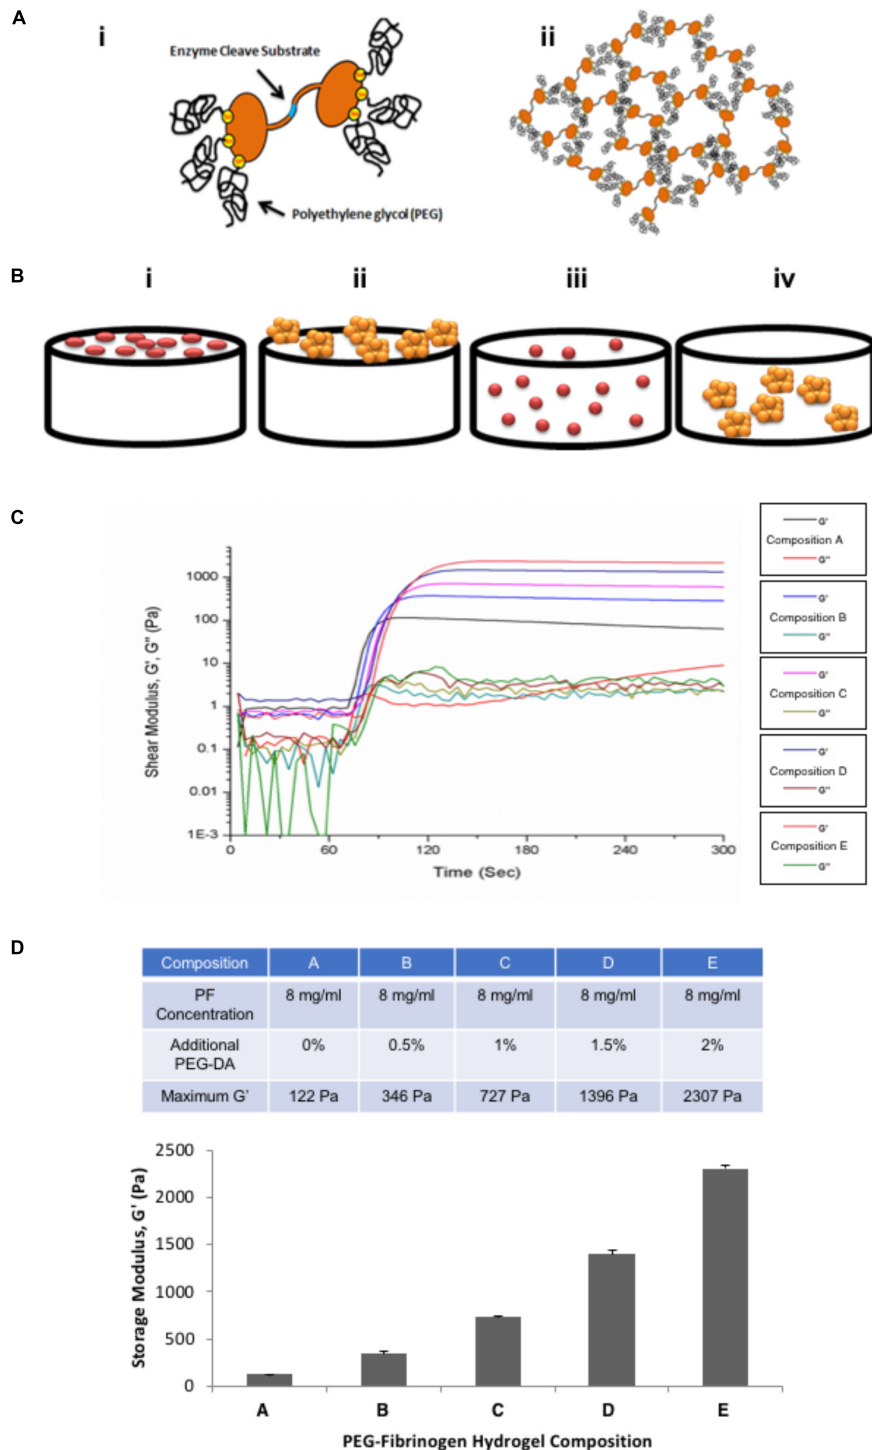 A
i
ii
Enzyme Cleave Substrate
Polyethylene glycol (PEG)
B
i
ii
iii
iv
C
Shear Modulus, G', G" (Pa)
1000
100
10
1
0.1
0.01
1E-3
0
60
120
180
240
300
Time (Sec)
G'
Composition A
G"
G'
Composition B
G"
G'
Composition C
G"
G'
Composition D
G"
G'
Composition E
G"
D
Composition A B C D E
PF Concentration 8 mg/ml 8 mg/ml 8 mg/ml 8 mg/ml 8 mg/ml
Additional PEG-DA 0% 0.5% 1% 1.5% 2%
Maximum G' 122 Pa 346 Pa 727 Pa 1396 Pa 2307 Pa
Storage Modulus, G' (Pa)
2500
2000
1500
1000
500
0
A B C D E
PEG-Fibrinogen Hydrogel Composition